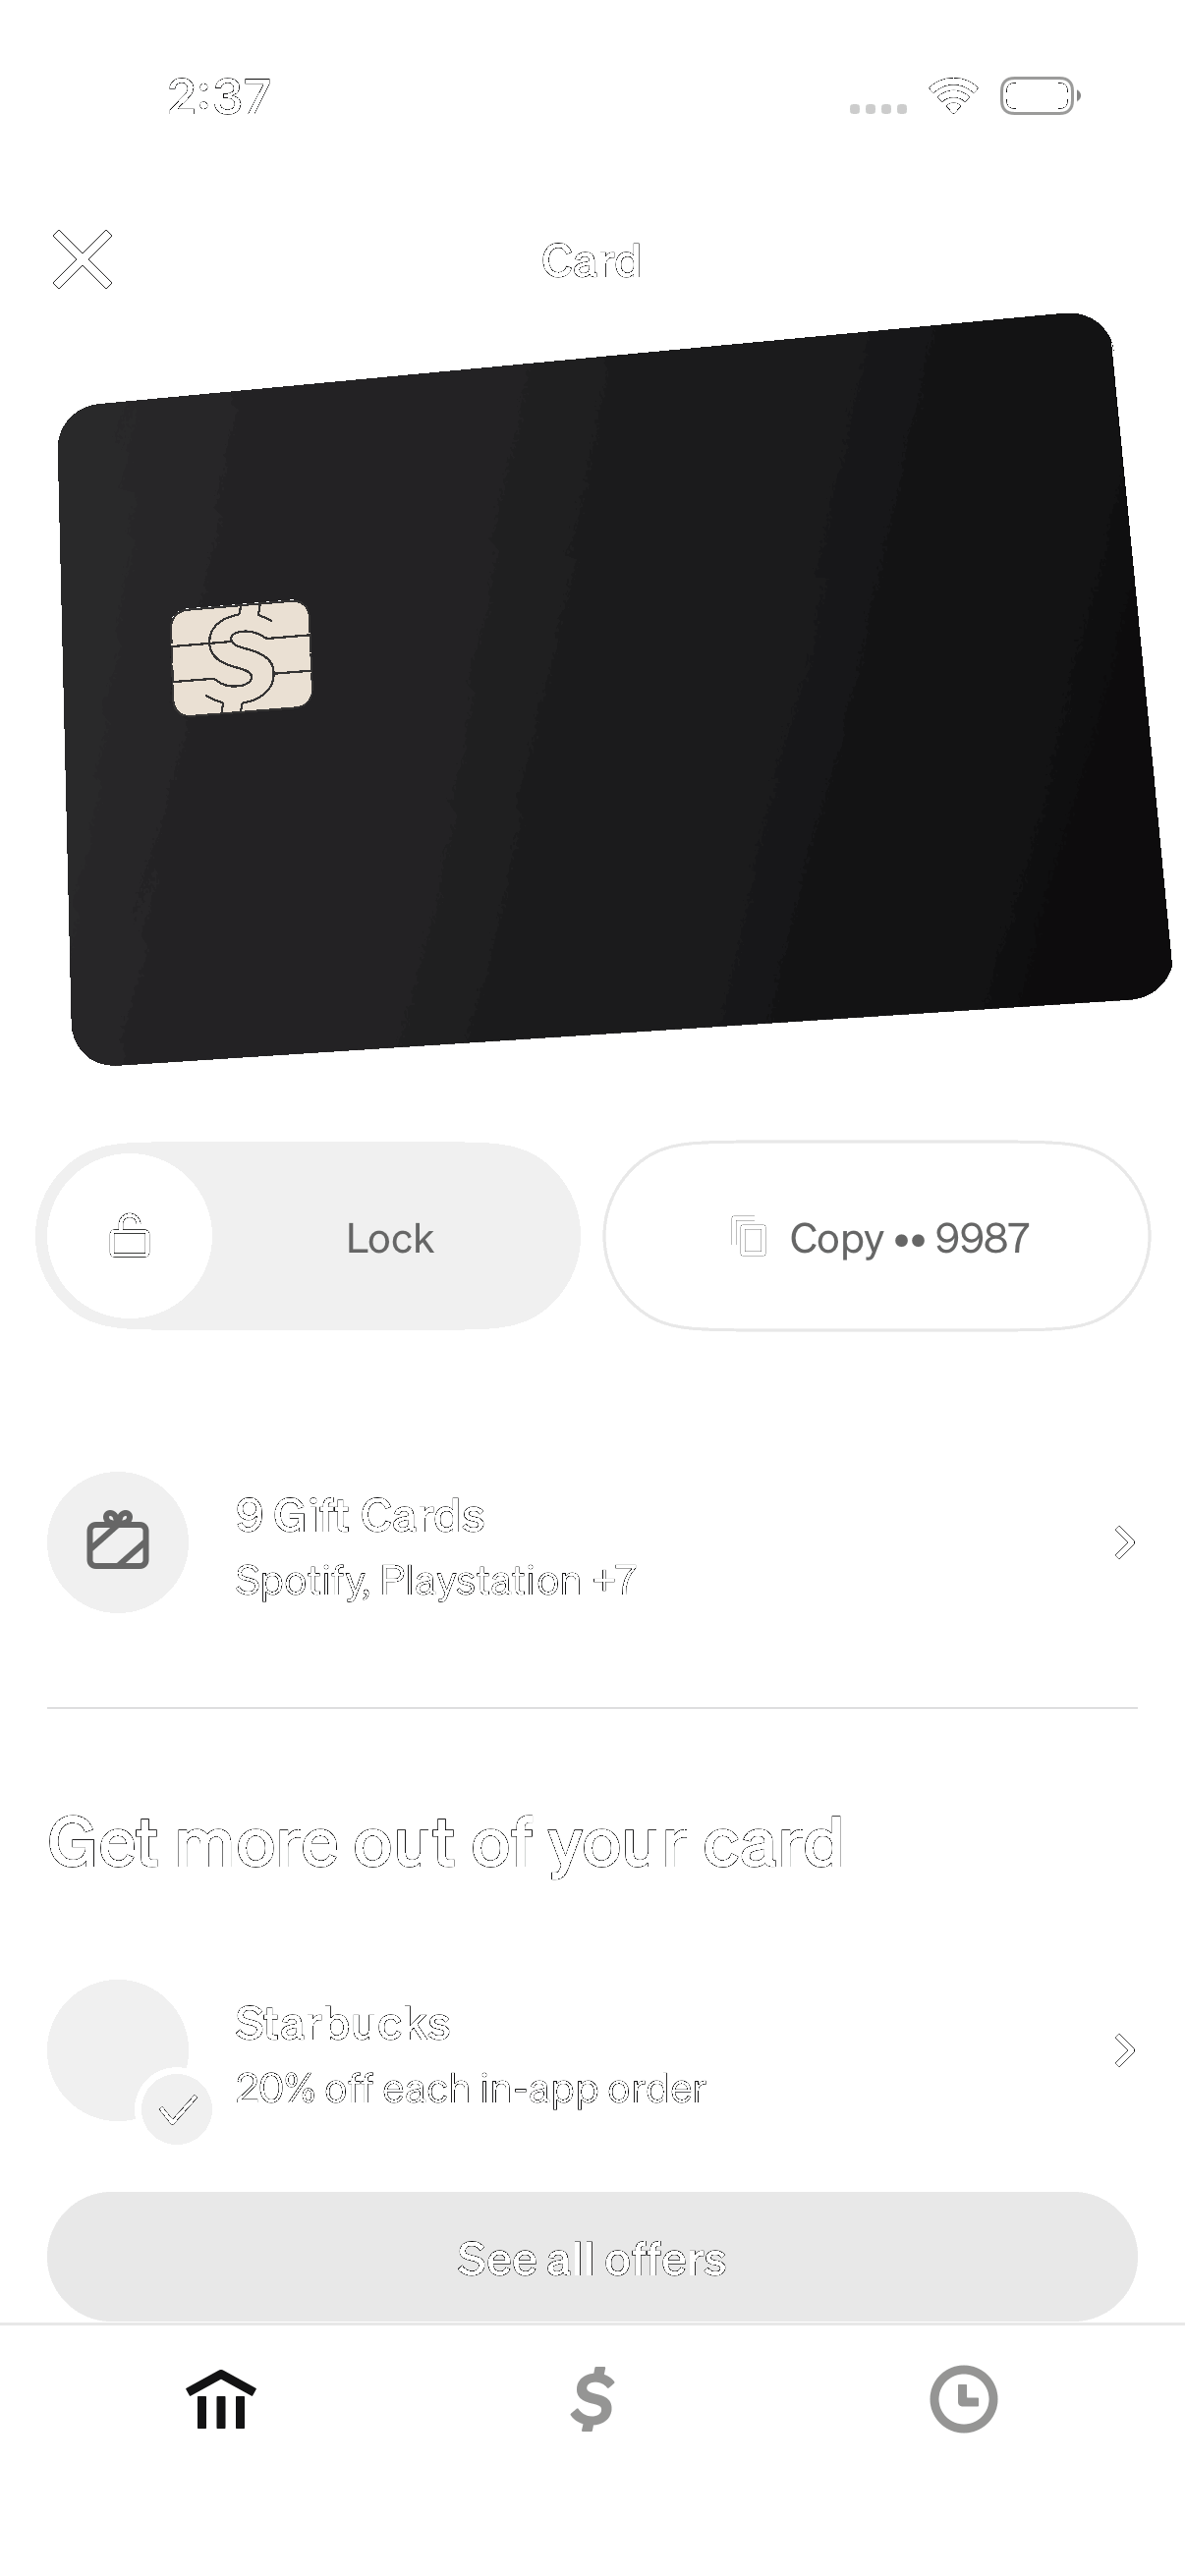 2:37
Card
Lock
Copy •• 9987
9 Gift Cards
Spotify, Playstation +7
Get more out of your card
Starbucks
20% off each in-app order
See all offers